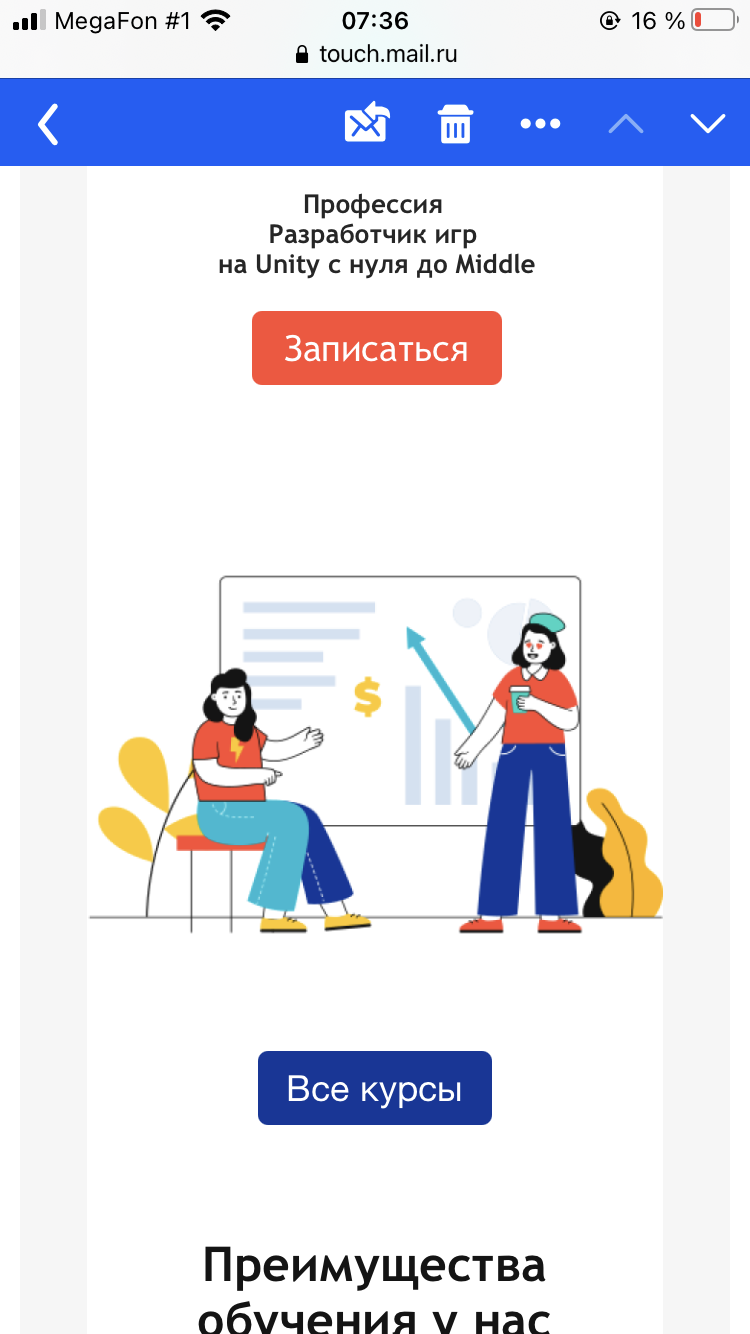 MegaFon #1 07:36 16 %
touch.mail.ru
Профессия
Разработчик игр
на Unity с нуля до Middle
Записаться
$
Все курсы
Преимущества
обучения у нас